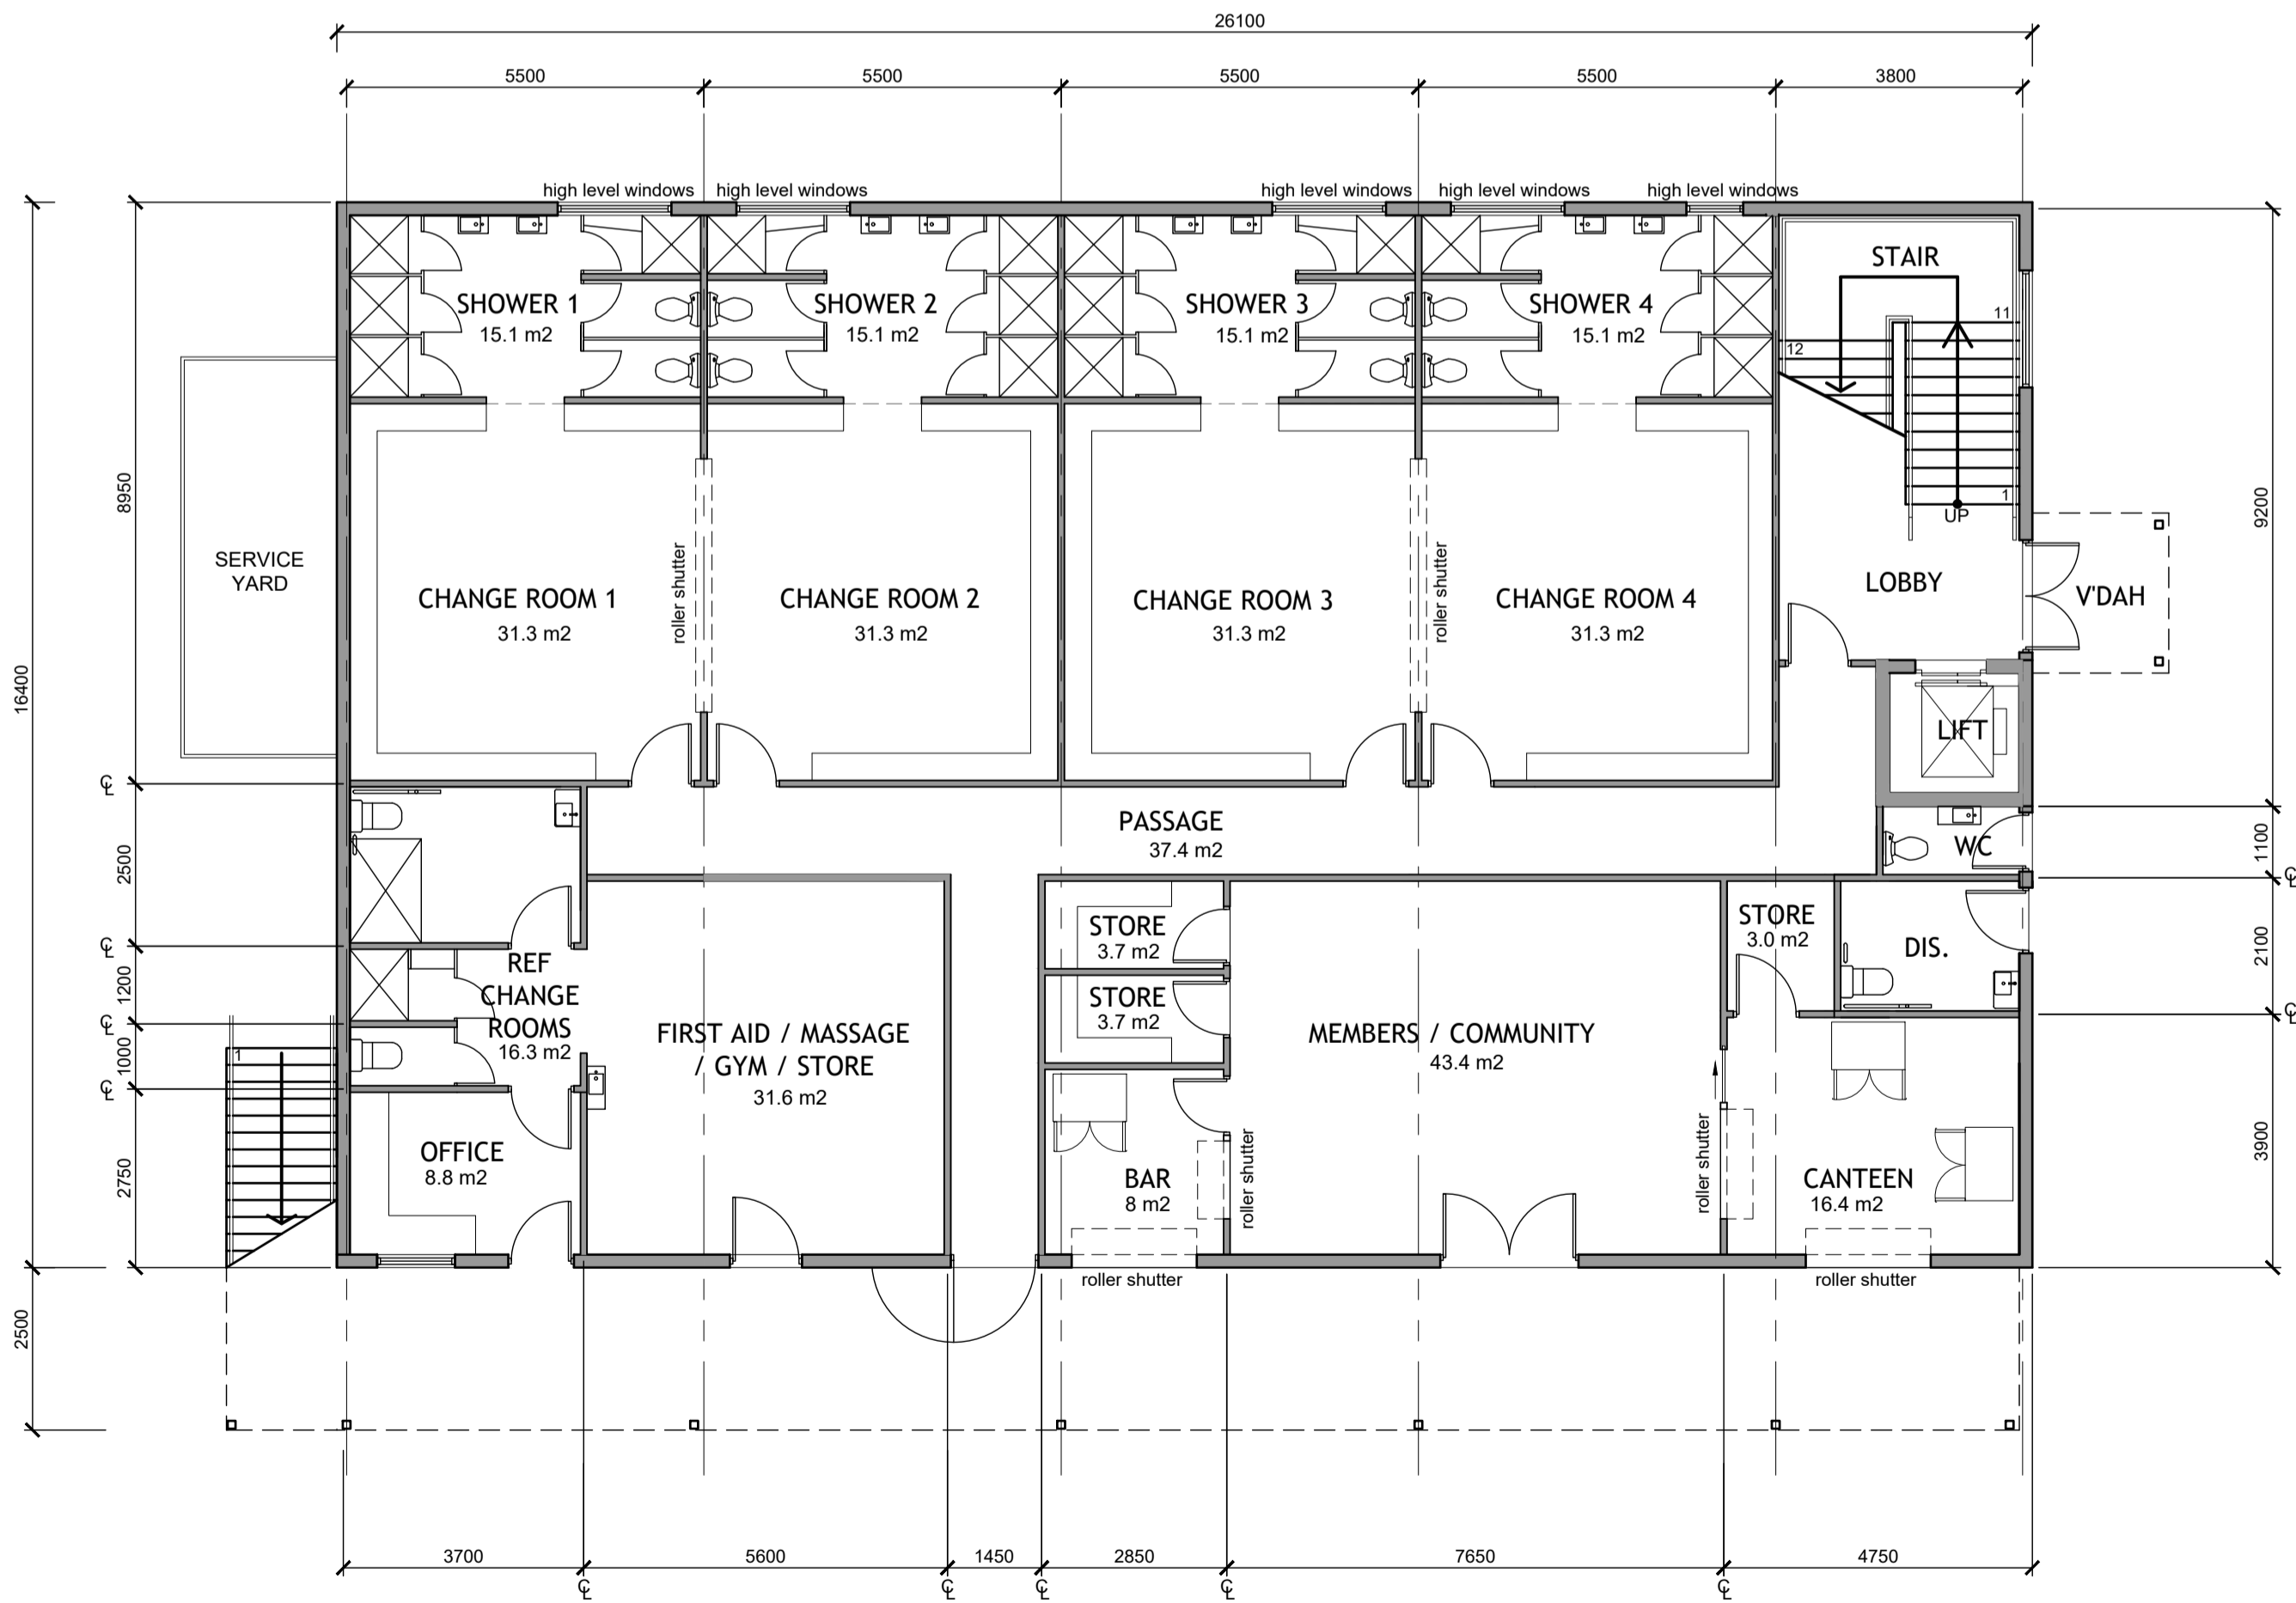 26100
5500
5500
5500
5500
3800
high level windows
high level windows
high level windows
high level windows
high level windows
STAIR
11
12
1
UP
SHOWER 1
15.1 m2
SHOWER 2
15.1 m2
SHOWER 3
15.1 m2
SHOWER 4
15.1 m2
16400
8950
9200
SERVICE
YARD
CHANGE ROOM 1
31.3 m2
roller shutter
CHANGE ROOM 2
31.3 m2
CHANGE ROOM 3
31.3 m2
roller shutter
CHANGE ROOM 4
31.3 m2
LOBBY
V'DAH
LIFT
PASSAGE
37.4 m2
WC
2500
1200
1000
2750
2500
1100
2100
3900
REF
CHANGE
ROOMS
16.3 m2
1
OFFICE
8.8 m2
FIRST AID / MASSAGE
/ GYM / STORE
31.6 m2
STORE
3.7 m2
STORE
3.7 m2
BAR
8 m2
roller shutter
roller shutter
MEMBERS / COMMUNITY
43.4 m2
STORE
3.0 m2
DIS.
roller shutter
CANTEEN
16.4 m2
roller shutter
3700
5600
1450
2850
7650
4750
℄
℄
℄
℄
℄
℄
℄
℄
℄
℄
℄